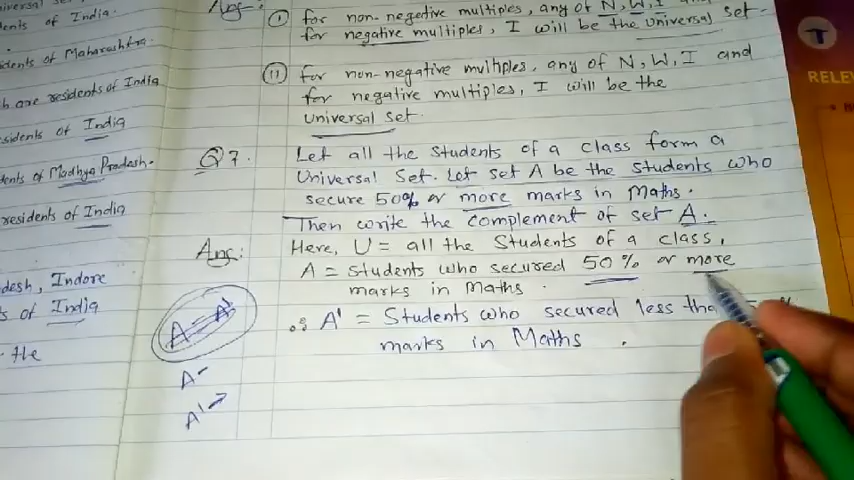 dents of India.
idents of Maharashtra.
h are residents of India
sidents of India
dents of Madhya Pradesh.
residents of India
desh, Indore
s of India
the
Ans:
(i) for non-negative multiples, any of N, W, I and
for negative multiples, I will be the universal set.
(ii) for non-negative multiples, any of N, W, I and
for negative multiples, I will be the
universal set.
Q7. Let all the students of a class form a
Universal Set. Let set A be the students who
secure 50% or more marks in Maths.
Then write the complement of set A.
Ans: Here, U = all the students of a class,
A = Students who secured 50% or more
marks in Maths.
∴ A' = Students who secured less
marks in Maths.
A A'
A-
A'→
T
RELE